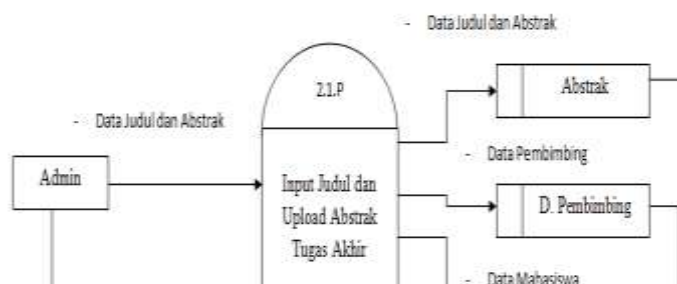 - Data Judul dan Abstrak
2.1.P
Abstrak
- Data Judul dan Abstrak
- Data Pembimbing
Admin
Input Judul dan
Upload Abstrak
Tugas Akhir
D. Pembimbing
- Data Mahasiswa